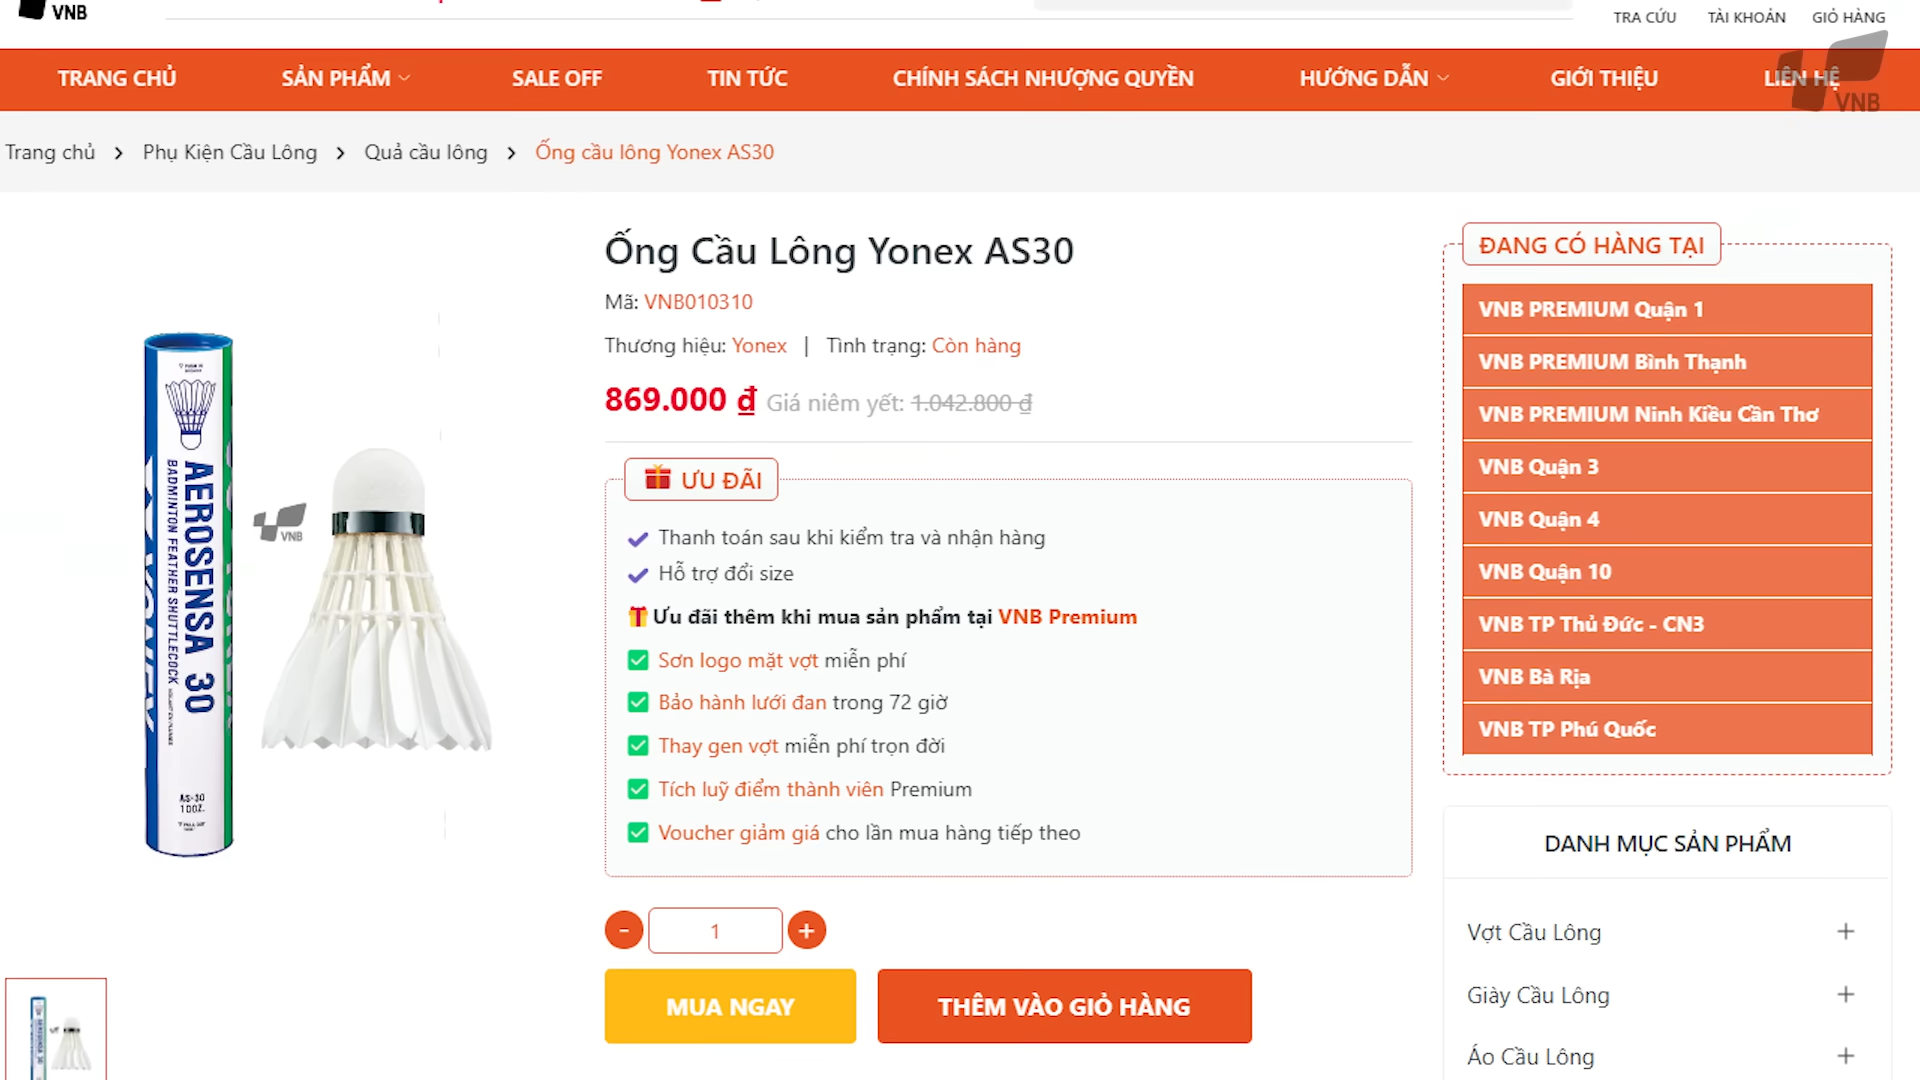 VNB
TRA CỨU TÀI KHOẢN GIỎ HÀNG
TRANG CHỦ SẢN PHẨM SALE OFF TIN TỨC CHÍNH SÁCH NHƯỢNG QUYỀN HƯỚNG DẪN GIỚI THIỆU LIÊN HỆ
VNB
Trang chủ > Phụ Kiện Cầu Lông > Quả cầu lông > Ống cầu lông Yonex AS30
Ống Cầu Lông Yonex AS30
Mã: VNB010310
Thương hiệu: Yonex | Tình trạng: Còn hàng
869.000 ₫ Giá niêm yết: 1.042.800 ₫
ƯU ĐÃI
Thanh toán sau khi kiểm tra và nhận hàng
Hỗ trợ đổi size
Ưu đãi thêm khi mua sản phẩm tại VNB Premium
Sơn logo mặt vợt miễn phí
Bảo hành lưới đan trong 72 giờ
Thay gen vợt miễn phí trọn đời
Tích luỹ điểm thành viên Premium
Voucher giảm giá cho lần mua hàng tiếp theo
- 1 +
MUA NGAY THÊM VÀO GIỎ HÀNG
AEROSENSA 30
BADMINTON FEATHER SHUTTLECOCK
YONEX
AS-30
10OZ.
VNB
ĐANG CÓ HÀNG TẠI
VNB PREMIUM Quận 1
VNB PREMIUM Bình Thạnh
VNB PREMIUM Ninh Kiều Cần Thơ
VNB Quận 3
VNB Quận 4
VNB Quận 10
VNB TP Thủ Đức - CN3
VNB Bà Rịa
VNB TP Phú Quốc
DANH MỤC SẢN PHẨM
Vợt Cầu Lông +
Giày Cầu Lông +
Áo Cầu Lông +